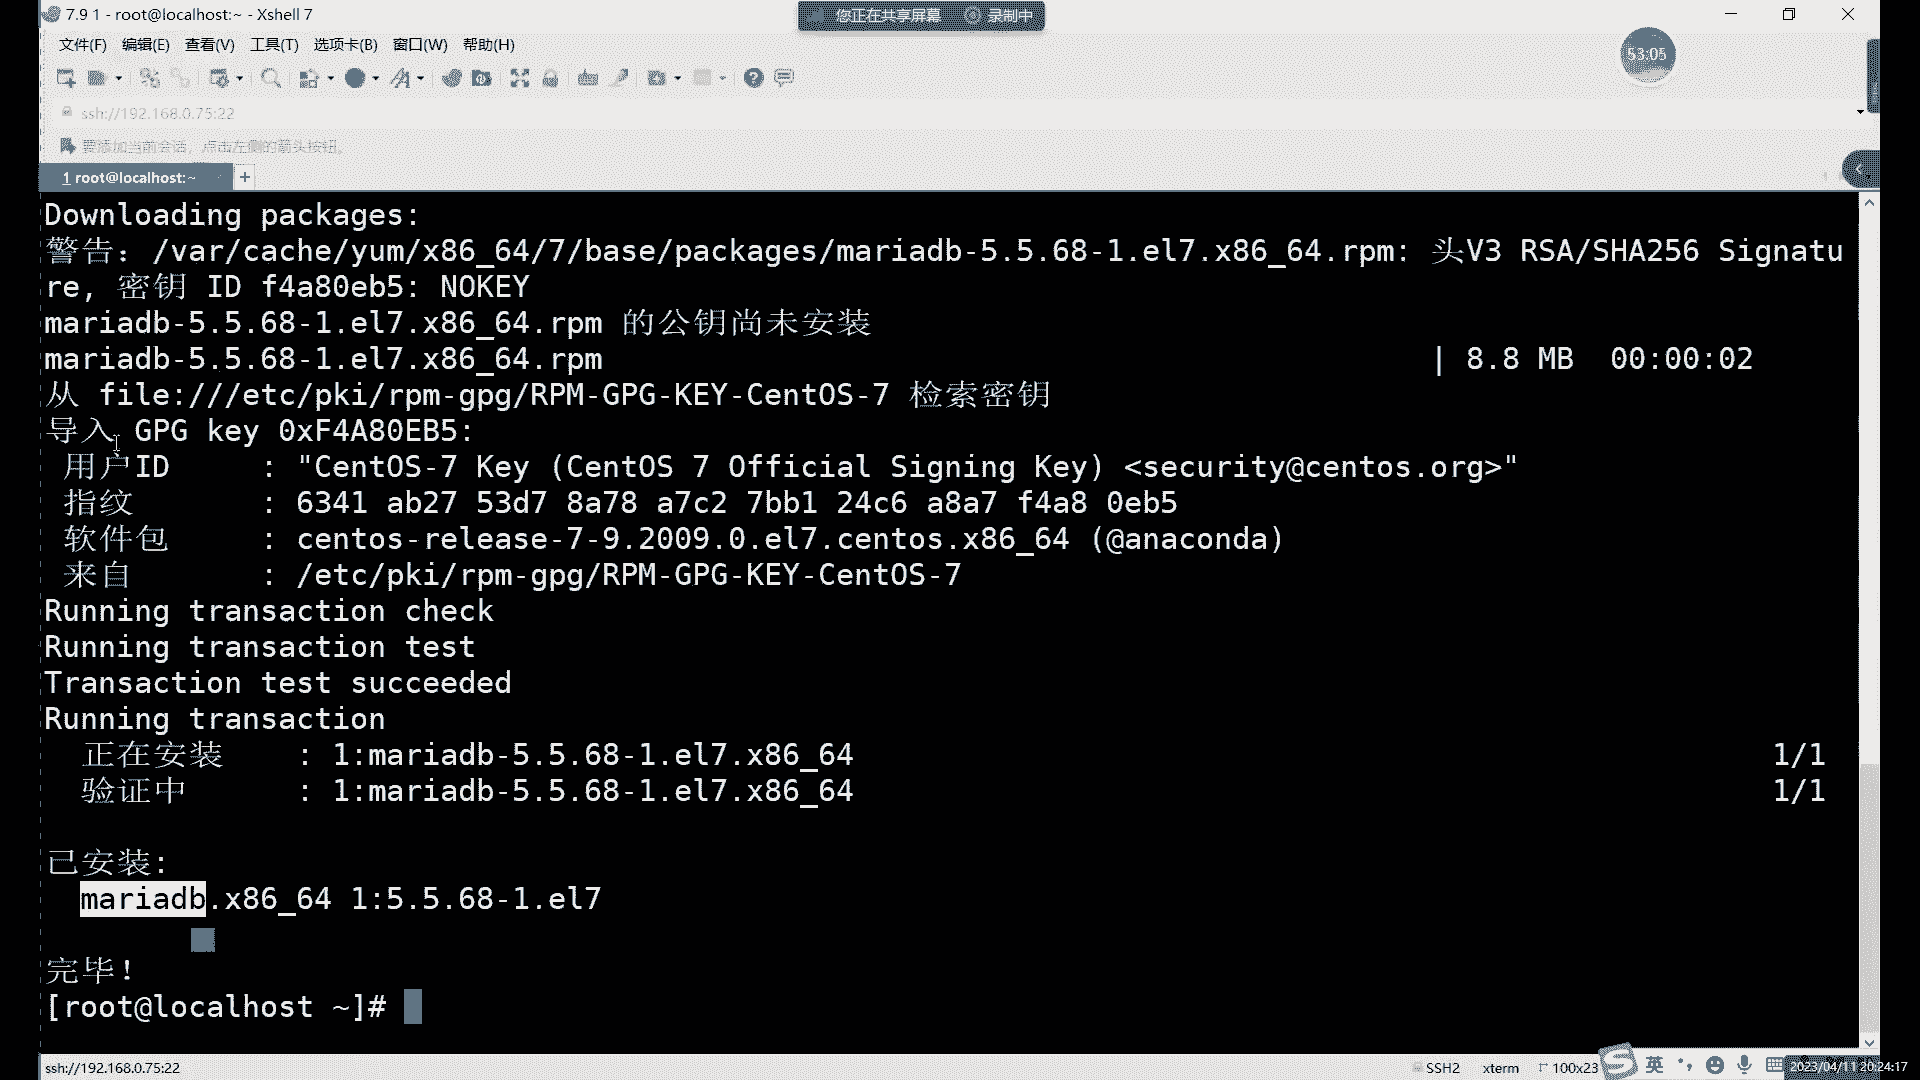 7.9 1 - root@localhost:~ - Xshell 7
您正在共享屏幕 录制中
文件(F) 编辑(E) 查看(V) 工具(T) 选项卡(B) 窗口(W) 帮助(H)
53:05
ssh://192.168.0.75:22
要添加当前会话，点击左侧的箭头按钮。
1 root@localhost:~ +
Downloading packages:
警告: /var/cache/yum/x86_64/7/base/packages/mariadb-5.5.68-1.el7.x86_64.rpm: 头V3 RSA/SHA256 Signatu
re, 密钥 ID f4a80eb5: NOKEY
mariadb-5.5.68-1.el7.x86_64.rpm 的公钥尚未安装
mariadb-5.5.68-1.el7.x86_64.rpm | 8.8 MB 00:00:02
从 file:///etc/pki/rpm-gpg/RPM-GPG-KEY-CentOS-7 检索密钥
导入 GPG key 0xF4A80EB5:
用户ID : "CentOS-7 Key (CentOS 7 Official Signing Key) <security@centos.org>"
指纹 : 6341 ab27 53d7 8a78 a7c2 7bb1 24c6 a8a7 f4a8 0eb5
软件包 : centos-release-7-9.2009.0.el7.centos.x86_64 (@anaconda)
来自 : /etc/pki/rpm-gpg/RPM-GPG-KEY-CentOS-7
Running transaction check
Running transaction test
Transaction test succeeded
Running transaction
正在安装 : 1:mariadb-5.5.68-1.el7.x86_64 1/1
验证中 : 1:mariadb-5.5.68-1.el7.x86_64 1/1
已安装:
mariadb.x86_64 1:5.5.68-1.el7
完毕!
[root@localhost ~]#
ssh://192.168.0.75:22 SSH2 xterm 100x23 英 2023/04/11 20:24:17